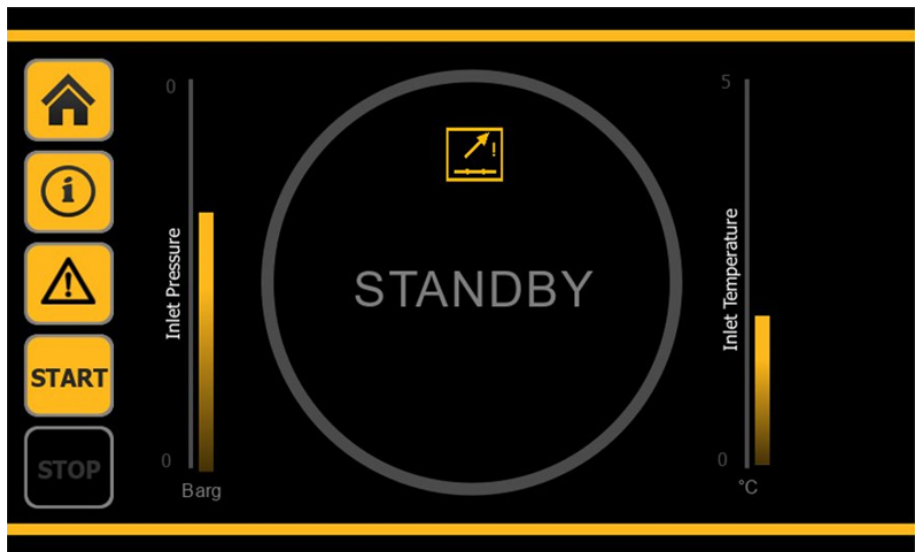 0
5
Inlet Pressure
STANDBY
Inlet Temperature
START
STOP
0
0
Barg
°C